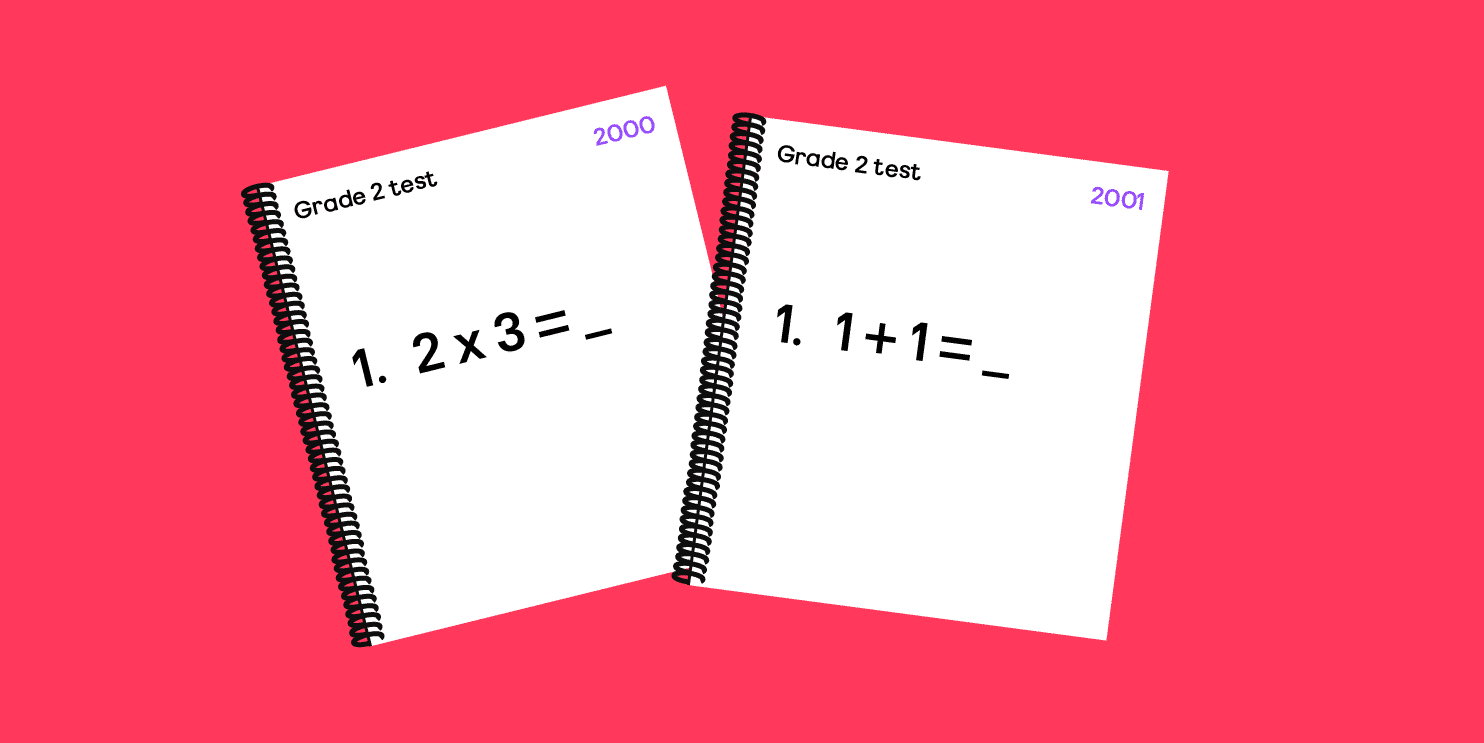 Grade 2 test
2000
1. 2 x 3 = _
Grade 2 test
2001
1. 1 + 1 = _